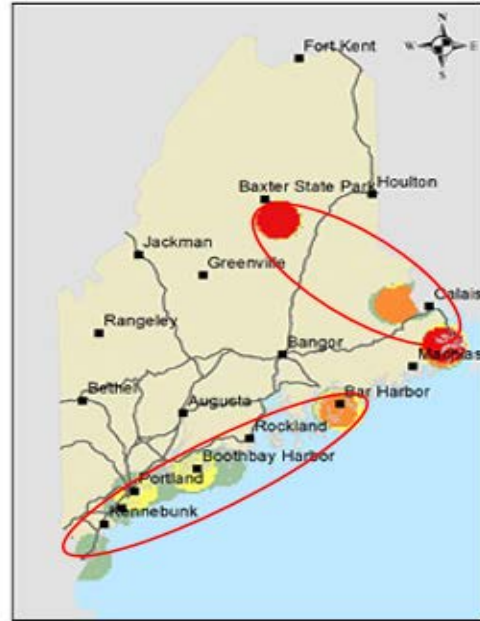 N
W E
S
Fort Kent
Baxter State Park
Houlton
Jackman
Greenville
Calais
Rangeley
Bangor
Machias
Bethel
Bar Harbor
Augusta
Rockland
Boothbay Harbor
Portland
Kennebunk